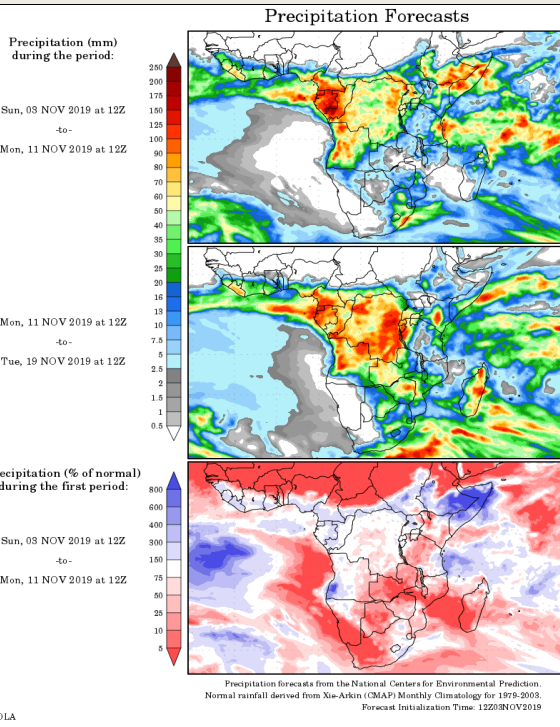 Precipitation Forecasts
Precipitation (mm)
during the period:
Sun, 03 NOV 2019 at 12Z
-to-
Mon, 11 NOV 2019 at 12Z
250
200
175
150
125
100
90
80
70
60
50
40
35
30
25
20
16
13
10
7.5
5
2.5
2
1.5
1
0.5
Mon, 11 NOV 2019 at 12Z
-to-
Tue, 19 NOV 2019 at 12Z
ecipitation (% of normal)
during the first period:
Sun, 03 NOV 2019 at 12Z
-to-
Mon, 11 NOV 2019 at 12Z
800
600
400
300
150
75
50
25
10
5
Precipitation forecasts from the National Centers for Environmental Prediction.
Normal rainfall derived from Xie-Arkin (CMAP) Monthly Climatology for 1979-2003.
Forecast Initialization Time: 12Z03NOV2019
OLA